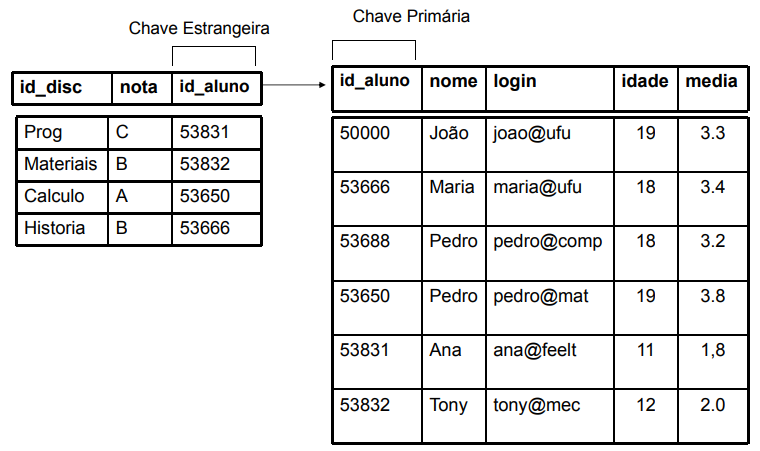 Chave Estrangeira
Chave Primária
id_disc nota id_aluno
Prog C 53831
Materiais B 53832
Calculo A 53650
Historia B 53666
id_aluno nome login idade media
50000 João joao@ufu 19 3.3
53666 Maria maria@ufu 18 3.4
53688 Pedro pedro@comp 18 3.2
53650 Pedro pedro@mat 19 3.8
53831 Ana ana@feelt 11 1,8
53832 Tony tony@mec 12 2.0